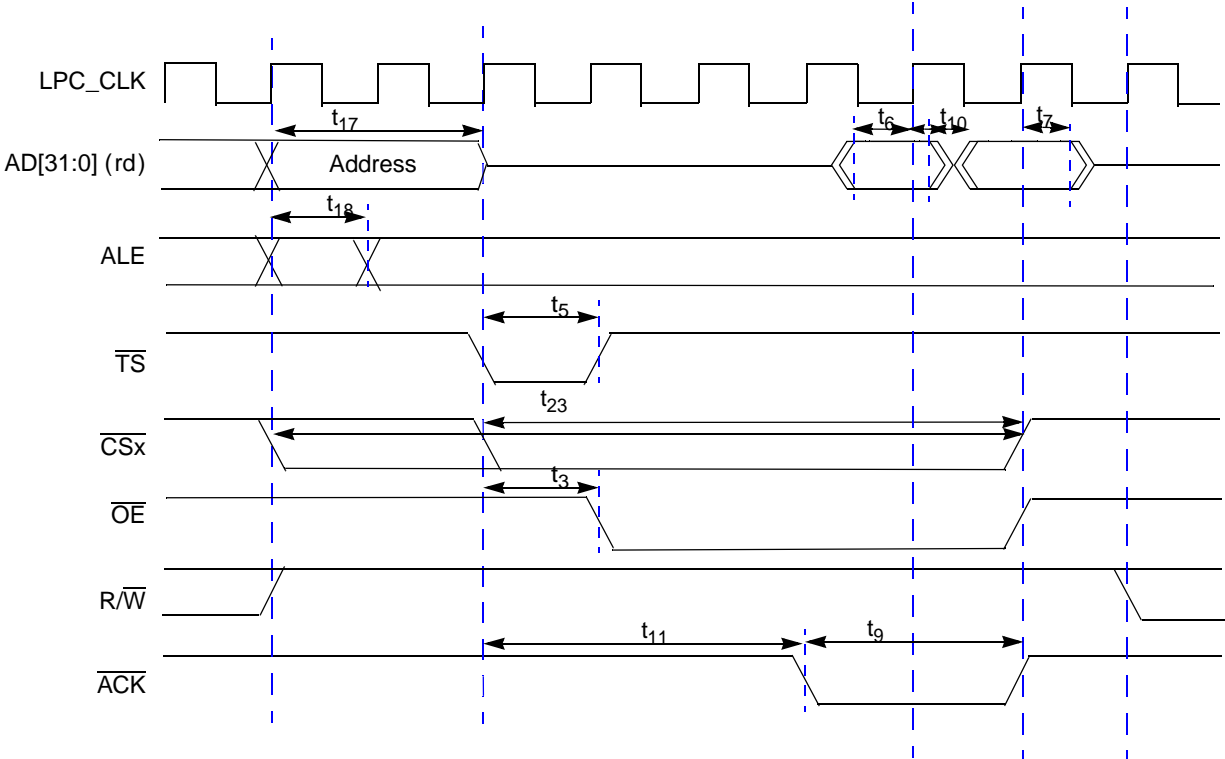 LPC_CLK
t17
t6
t10
t7
AD[31:0] (rd)
Address
t18
ALE
t5
TS
t23
CSx
t3
OE
R/W
t11
t9
ACK